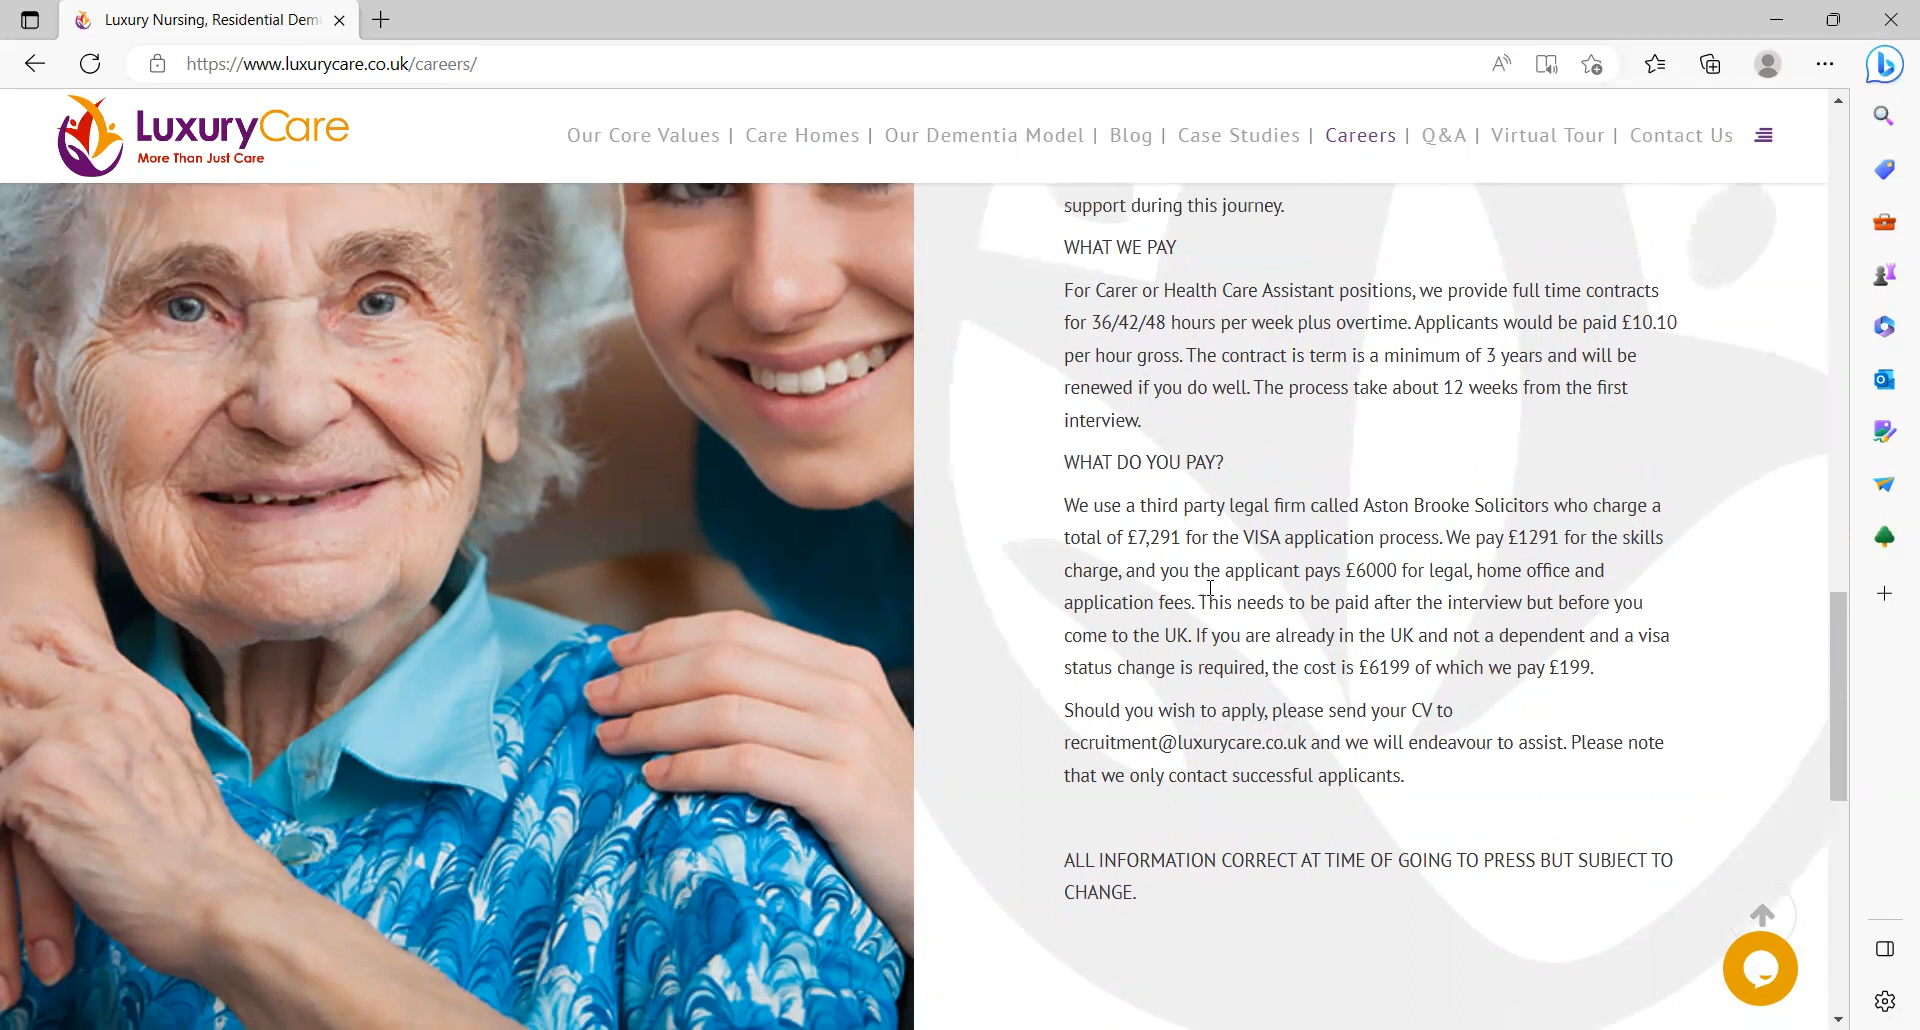 Luxury Nursing, Residential Dem
https://www.luxurycare.co.uk/careers/
LuxuryCare
More Than Just Care
Our Core Values | Care Homes | Our Dementia Model | Blog | Case Studies | Careers | Q&A | Virtual Tour | Contact Us
support during this journey.
WHAT WE PAY
For Carer or Health Care Assistant positions, we provide full time contracts
for 36/42/48 hours per week plus overtime. Applicants would be paid £10.10
per hour gross. The contract is term is a minimum of 3 years and will be
renewed if you do well. The process take about 12 weeks from the first
interview.
WHAT DO YOU PAY?
We use a third party legal firm called Aston Brooke Solicitors who charge a
total of £7,291 for the VISA application process. We pay £1291 for the skills
charge, and you the applicant pays £6000 for legal, home office and
application fees. This needs to be paid after the interview but before you
come to the UK. If you are already in the UK and not a dependent and a visa
status change is required, the cost is £6199 of which we pay £199.
Should you wish to apply, please send your CV to
recruitment@luxurycare.co.uk and we will endeavour to assist. Please note
that we only contact successful applicants.
ALL INFORMATION CORRECT AT TIME OF GOING TO PRESS BUT SUBJECT TO
CHANGE.